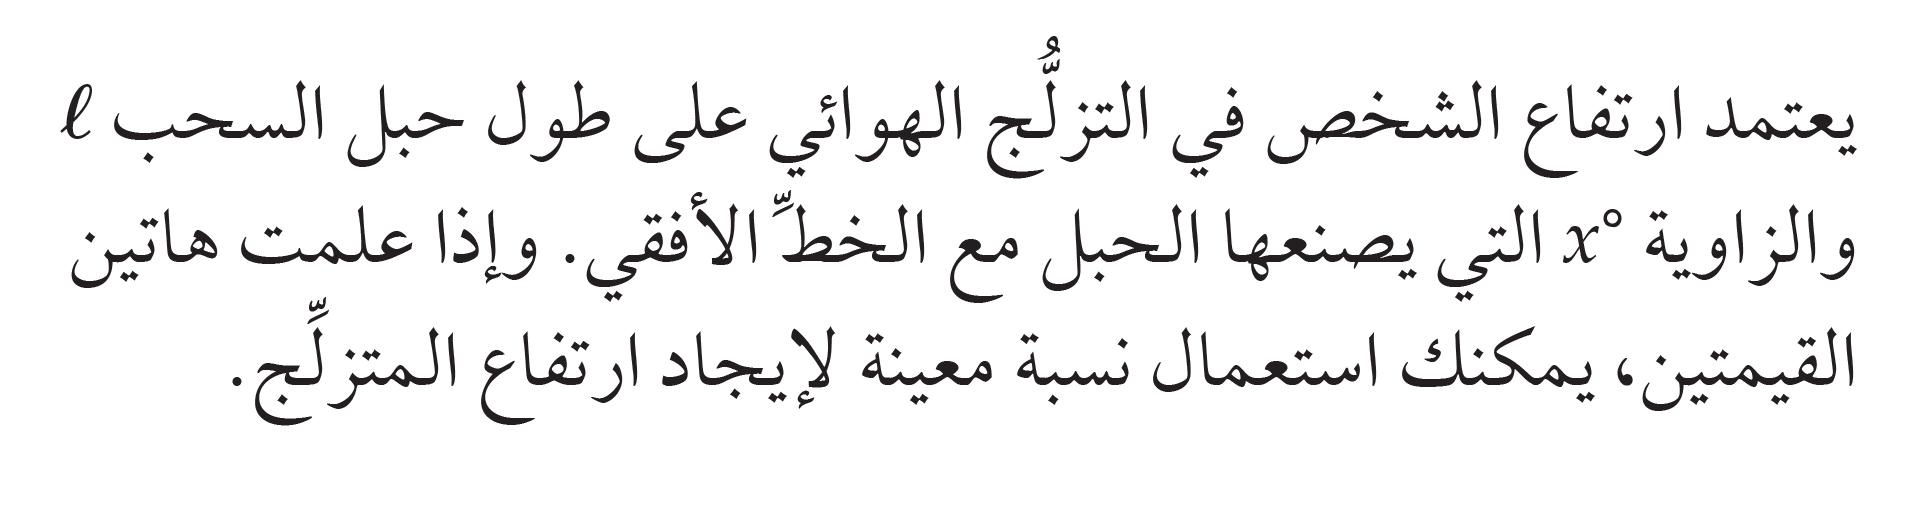 يعتمد ارتفاع الشخص في التزلُّج الهوائي على طول حبل السحب ℓ
والزاوية x° التي يصنعها الحبل مع الخطِّ الأفقي. وإذا علمت هاتين
القيمتين، يمكنك استعمال نسبة معينة لإيجاد ارتفاع المتزلِّج.